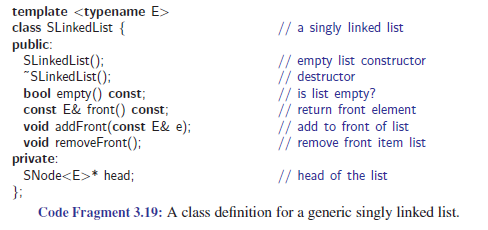 template <typename E>
class SLinkedList { // a singly linked list
public:
SLinkedList(); // empty list constructor
~SLinkedList(); // destructor
bool empty() const; // is list empty?
const E& front() const; // return front element
void addFront(const E& e); // add to front of list
void removeFront(); // remove front item list
private:
SNode<E>* head; // head of the list
};
Code Fragment 3.19: A class definition for a generic singly linked list.